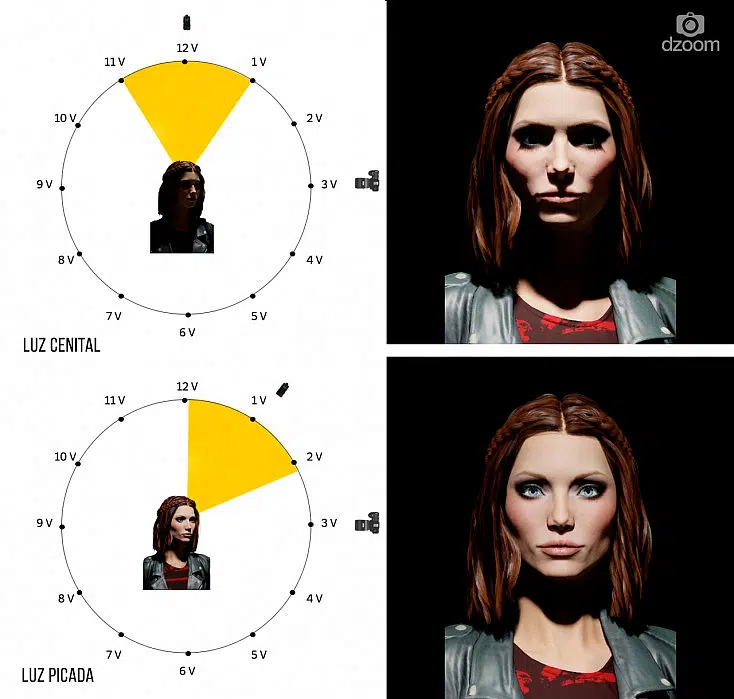 dzoom
12 V
11 V
1 V
10 V
2 V
9 V
3 V
8 V
4 V
7 V
5 V
6 V
LUZ CENITAL
12 V
11 V
1 V
10 V
2 V
9 V
3 V
8 V
4 V
7 V
5 V
6 V
LUZ PICADA